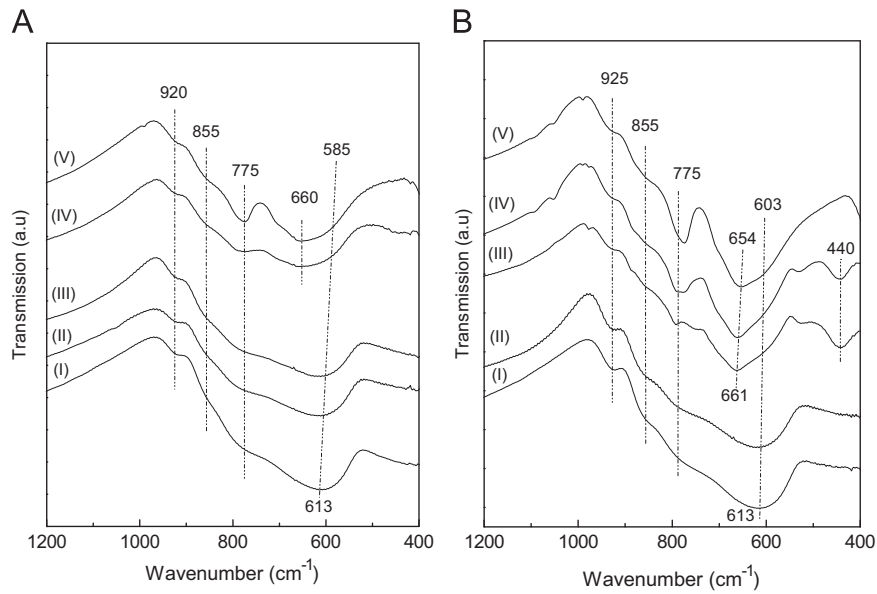 A
920
855
775
660
585
(V)
(IV)
(III)
(II)
(I)
613
Transmission (a.u)
1200
1000
800
600
400
Wavenumber (cm-1)
B
925
855
775
654
603
440
(V)
(IV)
(III)
(II)
(I)
661
613
Transmission (a.u)
1200
1000
800
600
400
Wavenumber (cm-1)